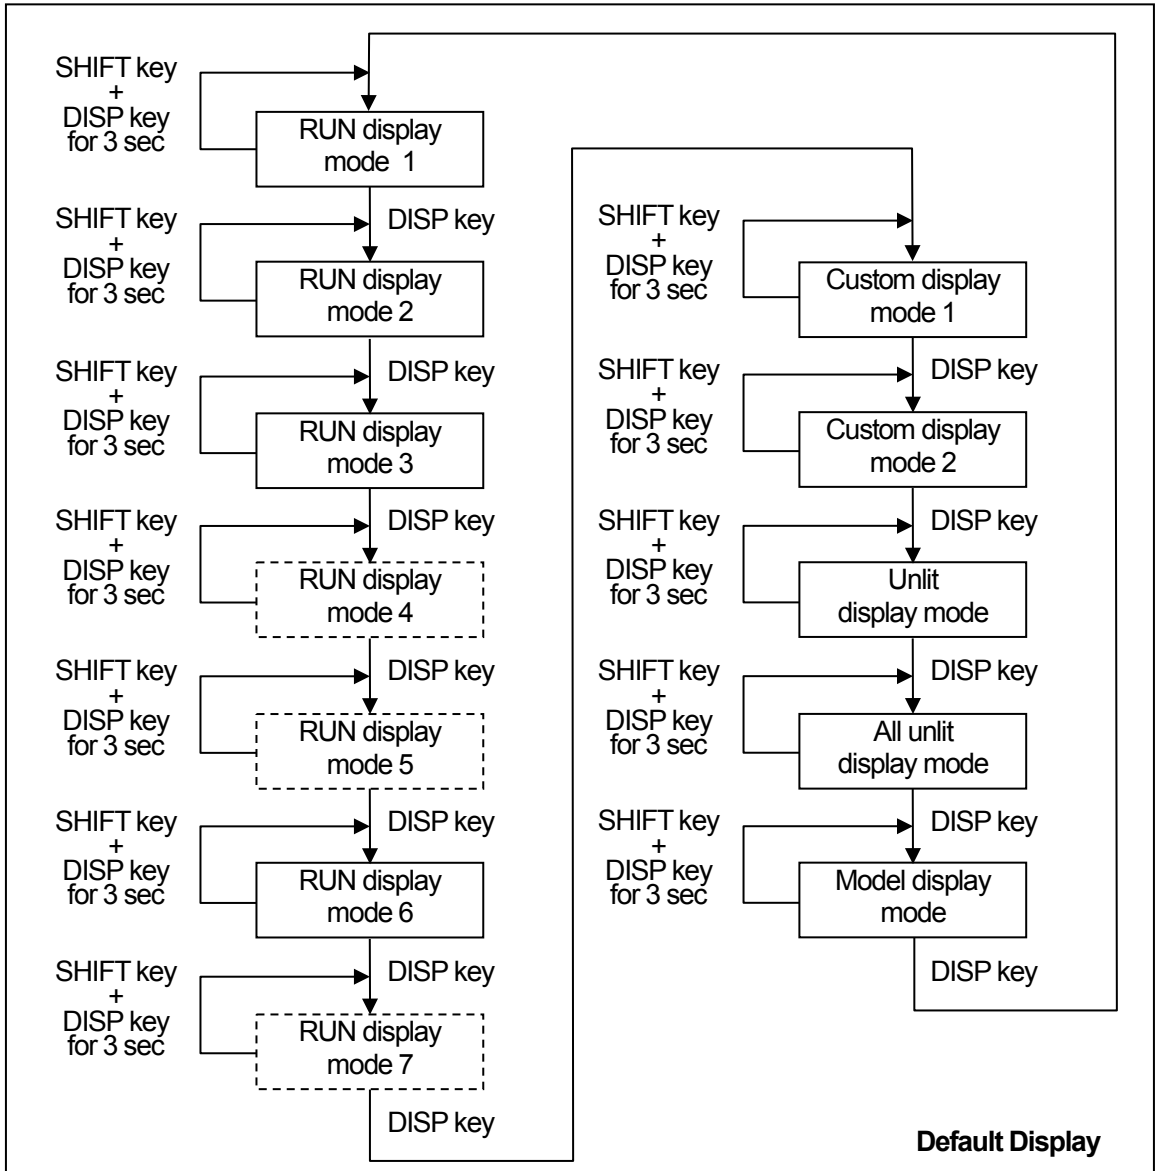 SHIFT key
+
DISP key
for 3 sec
RUN display
mode 1
DISP key
SHIFT key
+
DISP key
for 3 sec
RUN display
mode 2
DISP key
SHIFT key
+
DISP key
for 3 sec
RUN display
mode 3
DISP key
SHIFT key
+
DISP key
for 3 sec
RUN display
mode 4
DISP key
SHIFT key
+
DISP key
for 3 sec
RUN display
mode 5
DISP key
SHIFT key
+
DISP key
for 3 sec
RUN display
mode 6
DISP key
SHIFT key
+
DISP key
for 3 sec
RUN display
mode 7
DISP key
SHIFT key
+
DISP key
for 3 sec
Custom display
mode 1
DISP key
SHIFT key
+
DISP key
for 3 sec
Custom display
mode 2
DISP key
SHIFT key
+
DISP key
for 3 sec
Unlit
display mode
DISP key
SHIFT key
+
DISP key
for 3 sec
All unlit
display mode
DISP key
SHIFT key
+
DISP key
for 3 sec
Model display
mode
DISP key
Default Display